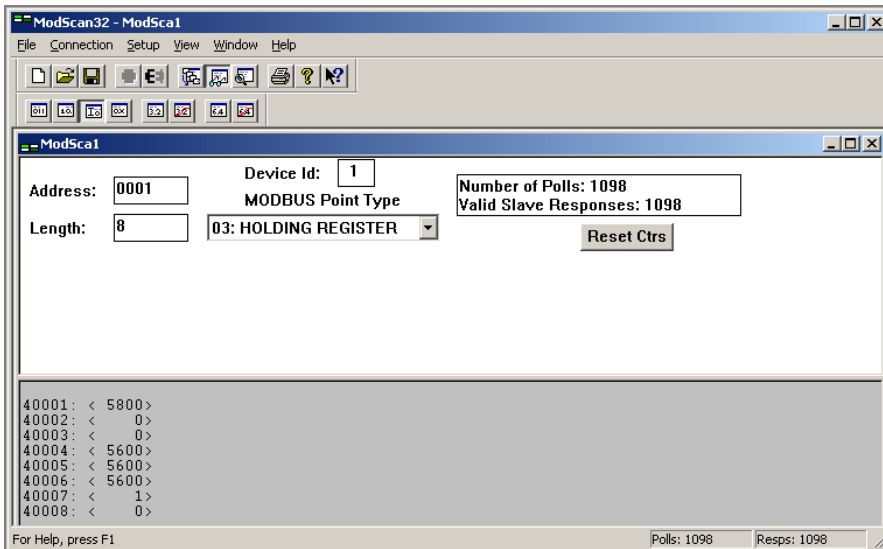 ModScan32 - ModSca1
File Connection Setup View Window Help
ModSca1
Address: 0001
Device Id: 1
MODBUS Point Type
Length: 8
03: HOLDING REGISTER
Number of Polls: 1098
Valid Slave Responses: 1098
Reset Ctrs
40001: < 5800>
40002: < 0>
40003: < 0>
40004: < 5600>
40005: < 5600>
40006: < 5600>
40007: < 1>
40008: < 0>
For Help, press F1
Polls: 1098
Resps: 1098